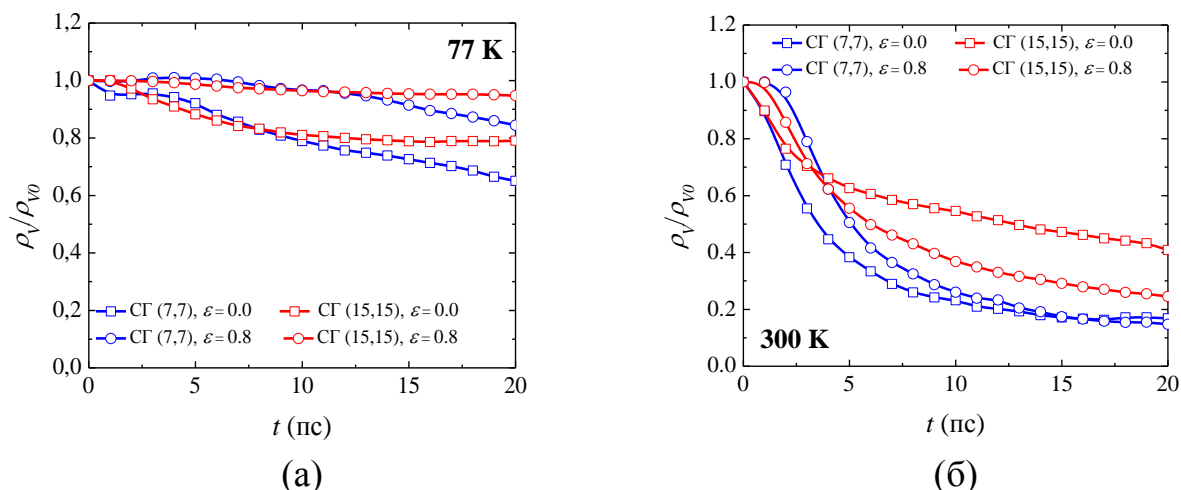 1,2
1,0
0,8
0,6
0,4
0,2
0,0
ρV/ρV0
77 K
СГ (7,7), ε = 0.0
СГ (15,15), ε = 0.0
СГ (7,7), ε = 0.8
СГ (15,15), ε = 0.8
0 5 10 15 20
t (пс)
(а)
1,2
1,0
0,8
0,6
0,4
0,2
0,0
ρV/ρV0
СГ (7,7), ε = 0.0
СГ (15,15), ε = 0.0
СГ (7,7), ε = 0.8
СГ (15,15), ε = 0.8
300 K
0 5 10 15 20
t (пс)
(б)